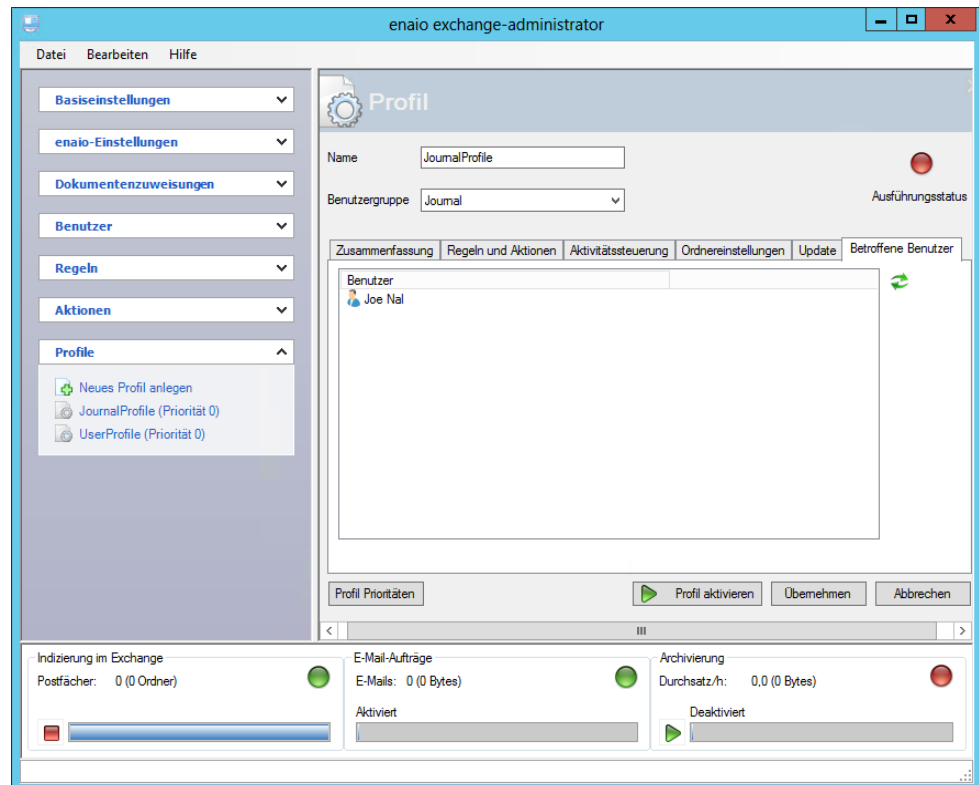 enaio exchange-administrator
Datei Bearbeiten Hilfe
Basiseinstellungen
enaio-Einstellungen
Dokumentenzuweisungen
Benutzer
Regeln
Aktionen
Profile
Neues Profil anlegen
JournalProfile (Priorität 0)
UserProfile (Priorität 0)
Profil
Name JournalProfile
Ausführungsstatus
Benutzergruppe Journal
Zusammenfassung Regeln und Aktionen Aktivitätssteuerung Ordnereinstellungen Update Betroffene Benutzer
Benutzer
Joe Nal
Profil Prioritäten Profil aktivieren Übernehmen Abbrechen
Indizierung im Exchange
Postfächer: 0 (0 Ordner)
E-Mail-Aufträge
E-Mails: 0 (0 Bytes)
Aktiviert
Archivierung
Durchsatz/h: 0,0 (0 Bytes)
Deaktiviert